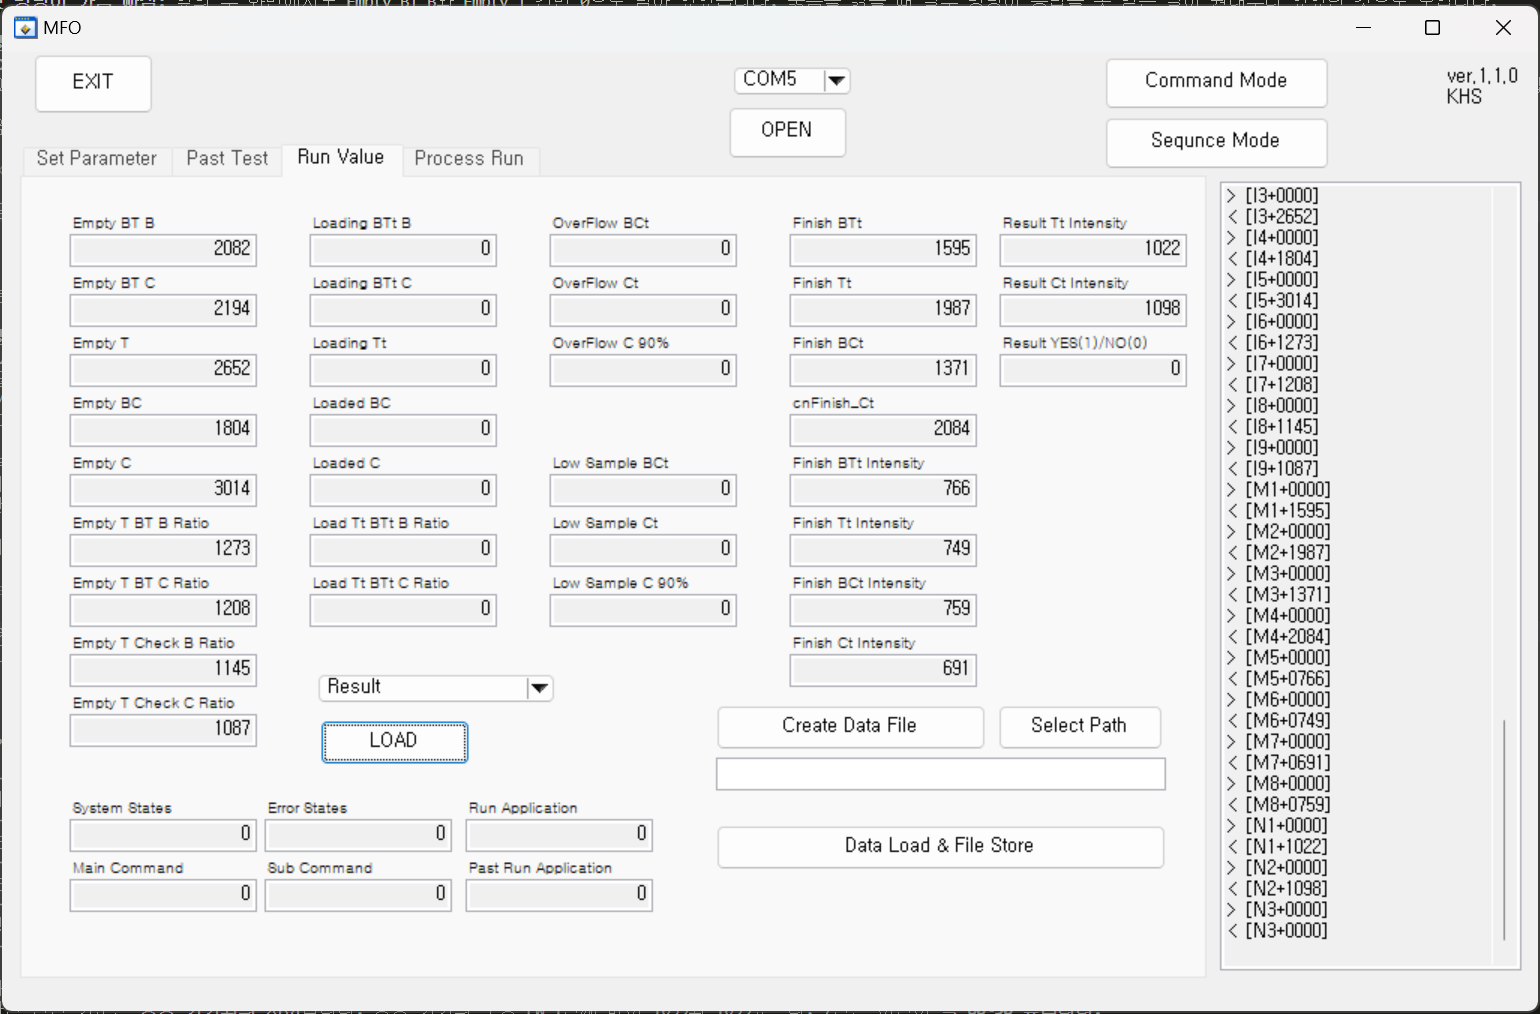 MFO
EXIT
COM5
OPEN
Command Mode
Sequnce Mode
ver,1,1,0
KHS
Set Parameter
Past Test
Run Value
Process Run
Empty BT B
2082
Empty BT C
2194
Empty T
2652
Empty BC
1804
Empty C
3014
Empty T BT B Ratio
1273
Empty T BT C Ratio
1208
Empty T Check B Ratio
1145
Empty T Check C Ratio
1087
Loading BTt B
0
Loading BTt C
0
Loading Tt
0
Loaded BC
0
Loaded C
0
Load Tt BTt B Ratio
0
Load Tt BTt C Ratio
0
Result
LOAD
OverFlow BCt
0
OverFlow Ct
0
OverFlow C 90%
0
Low Sample BCt
0
Low Sample Ct
0
Low Sample C 90%
0
Finish BTt
1595
Finish Tt
1987
Finish BCt
1371
cnFinish_Ct
2084
Finish BTt Intensity
766
Finish Tt Intensity
749
Finish BCt Intensity
759
Finish Ct Intensity
691
Result Tt Intensity
1022
Result Ct Intensity
1098
Result YES(1)/NO(0)
0
Create Data File
Select Path
Data Load & File Store
System States
0
Error States
0
Run Application
0
Main Command
0
Sub Command
0
Past Run Application
0
> [I3+0000]
< [I3+2652]
> [I4+0000]
< [I4+1804]
> [I5+0000]
< [I5+3014]
> [I6+0000]
< [I6+1273]
> [I7+0000]
< [I7+1208]
> [I8+0000]
< [I8+1145]
> [I9+0000]
< [I9+1087]
> [M1+0000]
< [M1+1595]
> [M2+0000]
< [M2+1987]
> [M3+0000]
< [M3+1371]
> [M4+0000]
< [M4+2084]
> [M5+0000]
< [M5+0766]
> [M6+0000]
< [M6+0749]
> [M7+0000]
< [M7+0691]
> [M8+0000]
< [M8+0759]
> [N1+0000]
< [N1+1022]
> [N2+0000]
< [N2+1098]
> [N3+0000]
< [N3+0000]